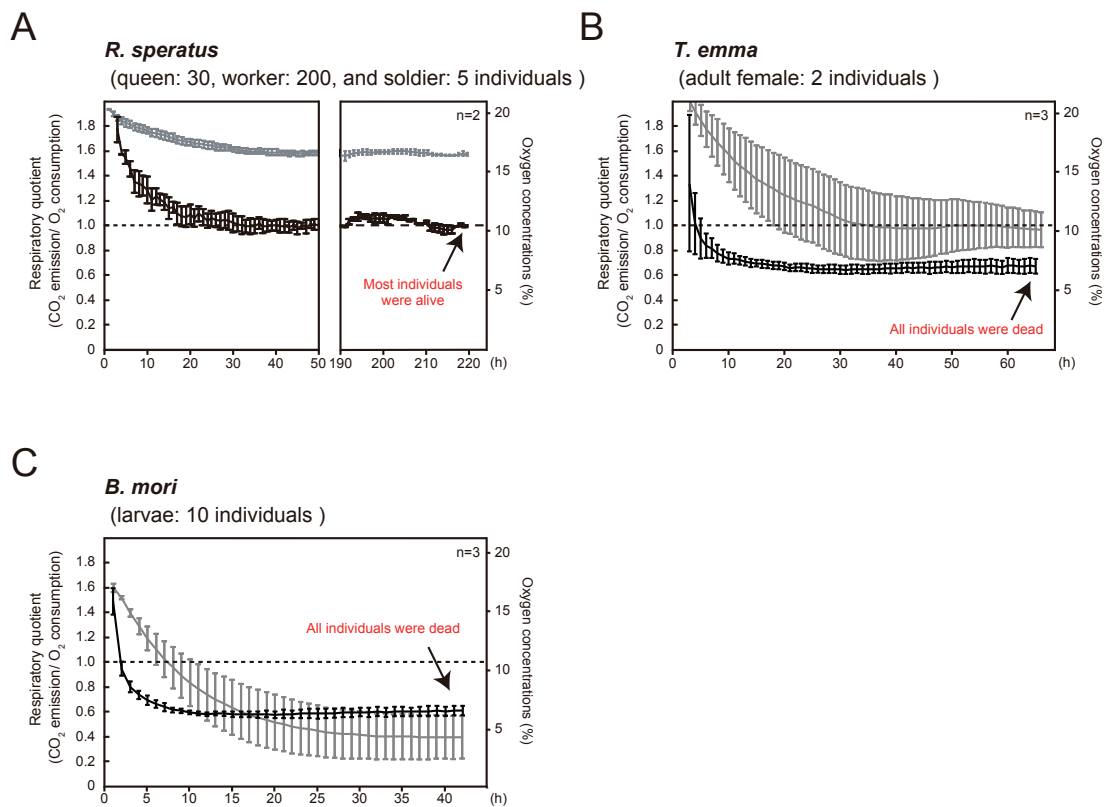 A
R. speratus
(queen: 30, worker: 200, and soldier: 5 individuals )
n=2
Respiratory quotient
(CO2 emission/ O2 consumption)
1.8
1.6
1.4
1.2
1.0
0.8
0.6
0.4
0.2
0
0 10 20 30 40 50 190 200 210 220 (h)
20
15
10
5
Oxygen concentrations (%)
Most individuals
were alive
B
T. emma
(adult female: 2 individuals )
n=3
Respiratory quotient
(CO2 emission/ O2 consumption)
1.8
1.6
1.4
1.2
1.0
0.8
0.6
0.4
0.2
0
0 10 20 30 40 50 60 (h)
20
15
10
5
Oxygen concentrations (%)
All individuals were dead
C
B. mori
(larvae: 10 individuals )
n=3
Respiratory quotient
(CO2 emission/ O2 consumption)
1.8
1.6
1.4
1.2
1.0
0.8
0.6
0.4
0.2
0
0 5 10 15 20 25 30 35 40 (h)
20
15
10
5
Oxygen concentrations (%)
All individuals were dead